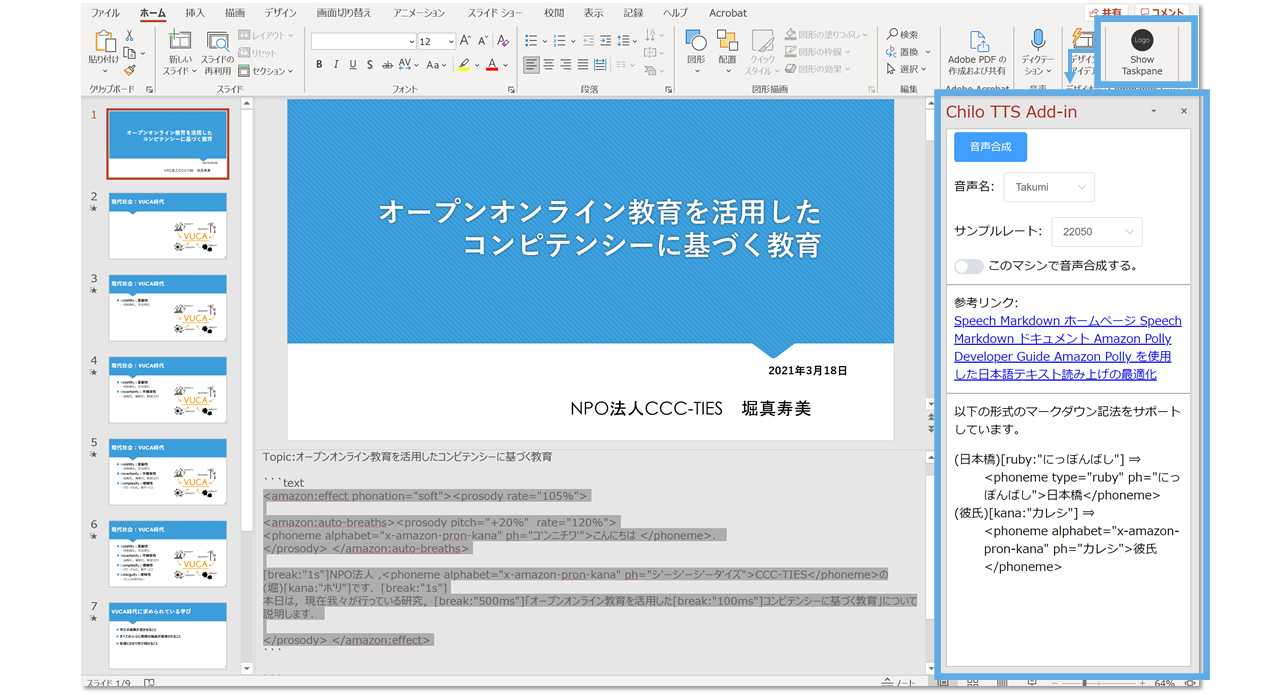 ファイル ホーム 挿入 描画 デザイン 画面切り替え アニメーション スライド ショー 校閲 表示 記録 ヘルプ Acrobat 共有 コメント
貼り付け 新しい スライド スライドの 再利用 レイアウト リセット セクション 12 B I U S ab AV Aa A 図形 配置 クイック スタイル 図形の塗りつぶし 図形の枠線 図形の効果 検索 置換 選択 Adobe PDF の 作成および共有 ディクテー ション
Logo
Show
Taskpane
クリップボード スライド フォント 段落 図形描画 編集 Adobe Acrobat 音声
1
オープンオンライン教育を活用した
コンピテンシーに基づく教育
NPO法人CCC-TIES 堀真寿美
2
現代社会：VUCA時代
VUCA
3
現代社会：VUCA時代
VUCA
4
現代社会：VUCA時代
VUCA
5
現代社会：VUCA時代
VUCA
6
現代社会：VUCA時代
VUCA
7
VUCA時代に求められている学び
オープンオンライン教育を活用した
コンピテンシーに基づく教育
2021年3月18日
NPO法人CCC-TIES 堀真寿美
Topic:オープンオンライン教育を活用したコンピテンシーに基づく教育
```text
<amazon:effect phonation="soft"><prosody rate="105%">
<amazon:auto-breaths><prosody pitch="+20%" rate="120%">
<phoneme alphabet="x-amazon-pron-kana" ph="コ'ンニチワ'">こんにちは </phoneme>.
</prosody> </amazon:auto-breaths>
[break:"1s"]NPO法人 ,<phoneme alphabet="x-amazon-pron-kana" ph="シ'ーシ'ーシ'ータ'イズ">CCC-TIES</phoneme>の
(堀)[kana:"ホリ"]です. [break:"1s"]
本日は，現在我々が行っている研究，[break:"500ms"]「オープンオンライン教育を活用した[break:"100ms"]コンピテンシーに基づく教育」について
説明します．
</prosody> </amazon:effect>
```
Chilo TTS Add-in
音声合成
音声名: Takumi
サンプルレート: 22050
このマシンで音声合成する。
参考リンク:
Speech Markdown ホームページ Speech
Markdown ドキュメント Amazon Polly
Developer Guide Amazon Polly を使用
した日本語テキスト読み上げの最適化
以下の形式のマークダウン記法をサポート
しています。
(日本橋)[ruby:"にっぽんばし"] ⇒
<phoneme type="ruby" ph="にっ
ぽんばし">日本橋</phoneme>
(彼氏)[kana:"カレシ"] ⇒
<phoneme alphabet="x-amazon-
pron-kana" ph="カレシ">彼氏
</phoneme>
スライド 1/9 ノート 64%